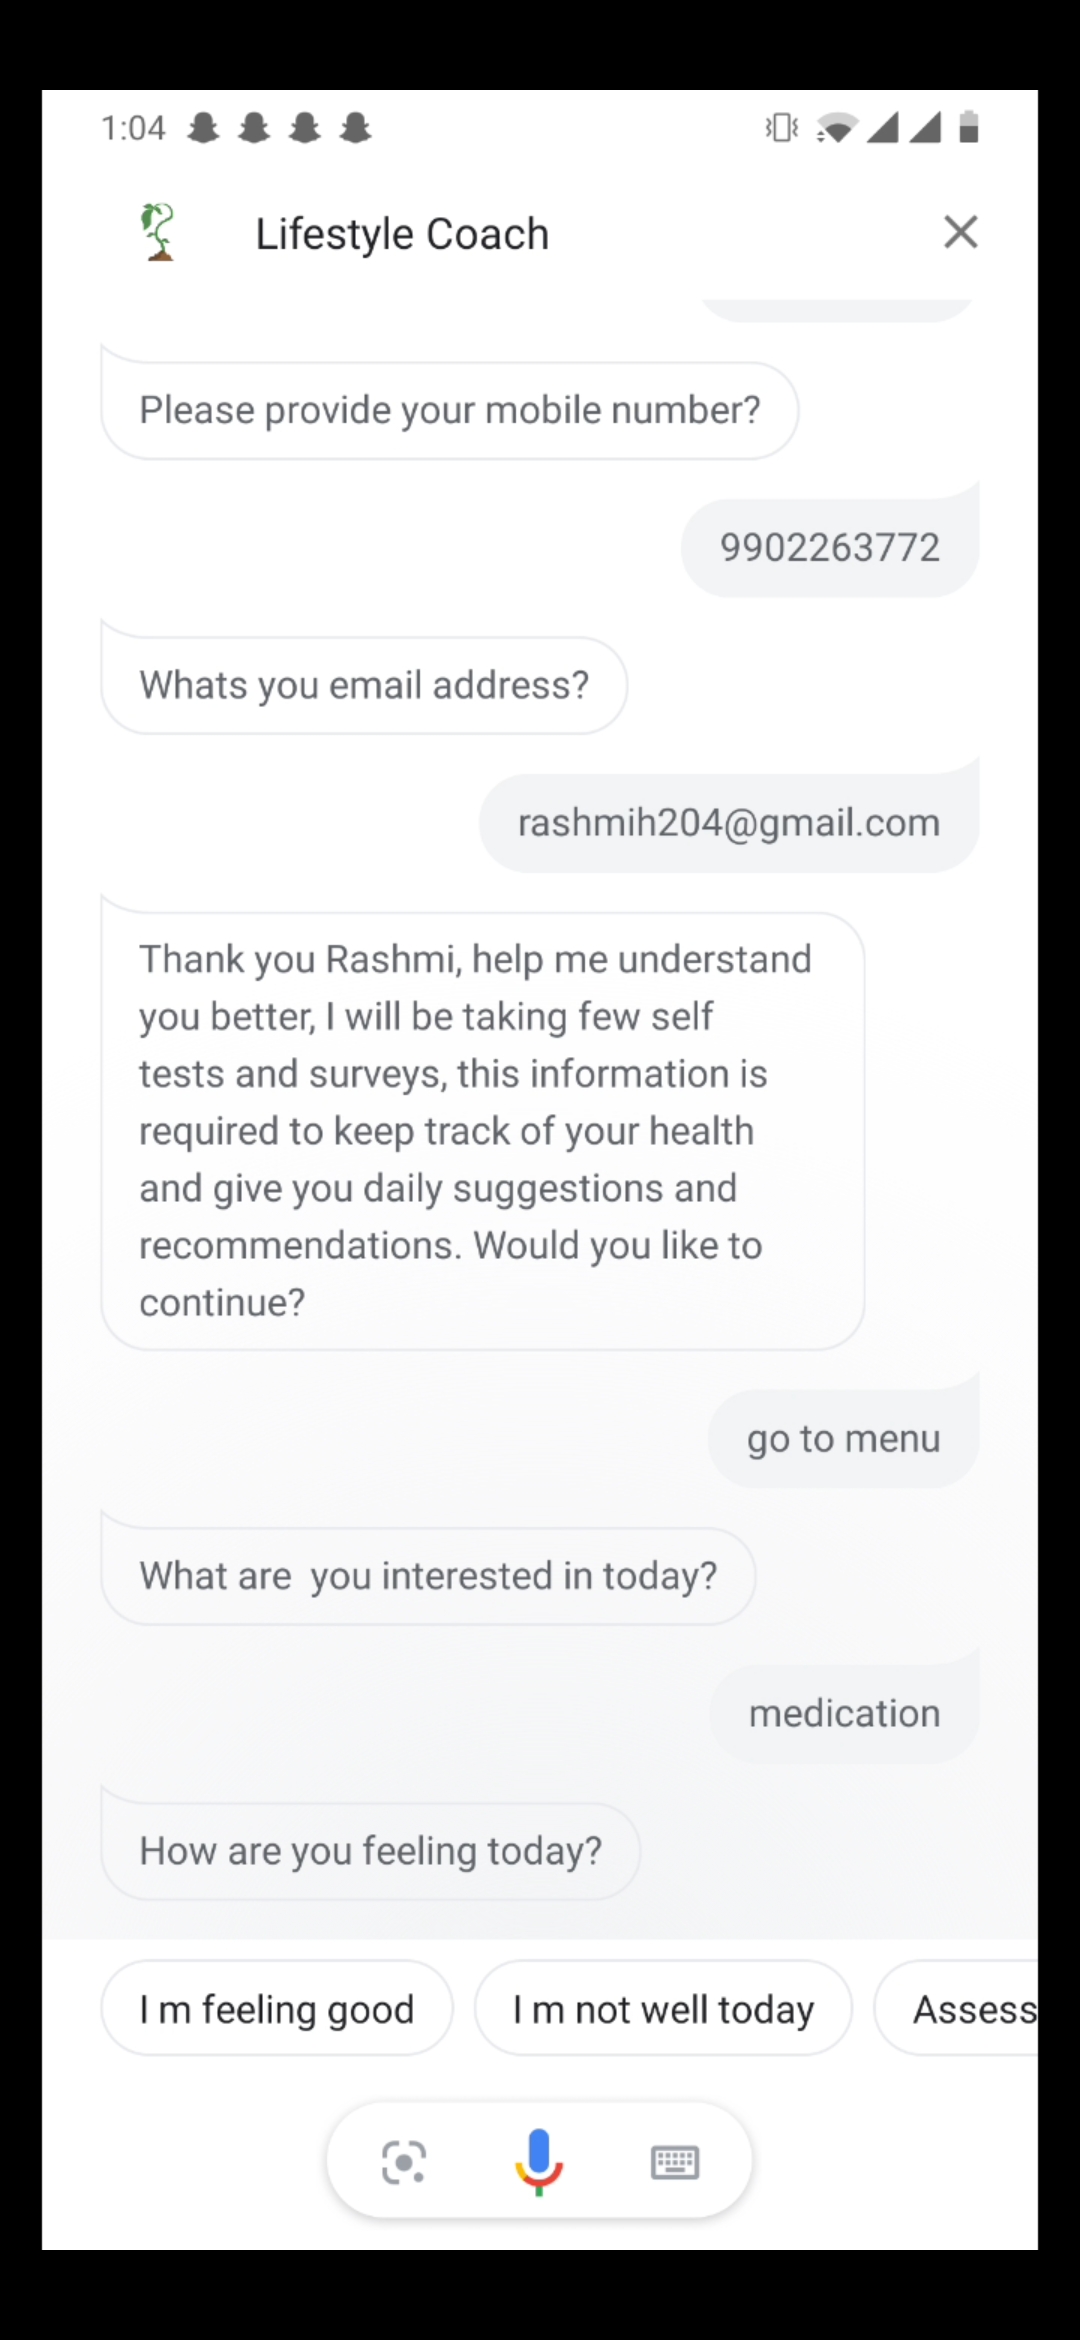 1:04
Lifestyle Coach
Please provide your mobile number?
9902263772
Whats you email address?
rashmih204@gmail.com
Thank you Rashmi, help me understand
you better, I will be taking few self
tests and surveys, this information is
required to keep track of your health
and give you daily suggestions and
recommendations. Would you like to
continue?
go to menu
What are  you interested in today?
medication
How are you feeling today?
I m feeling good
I m not well today
Assess